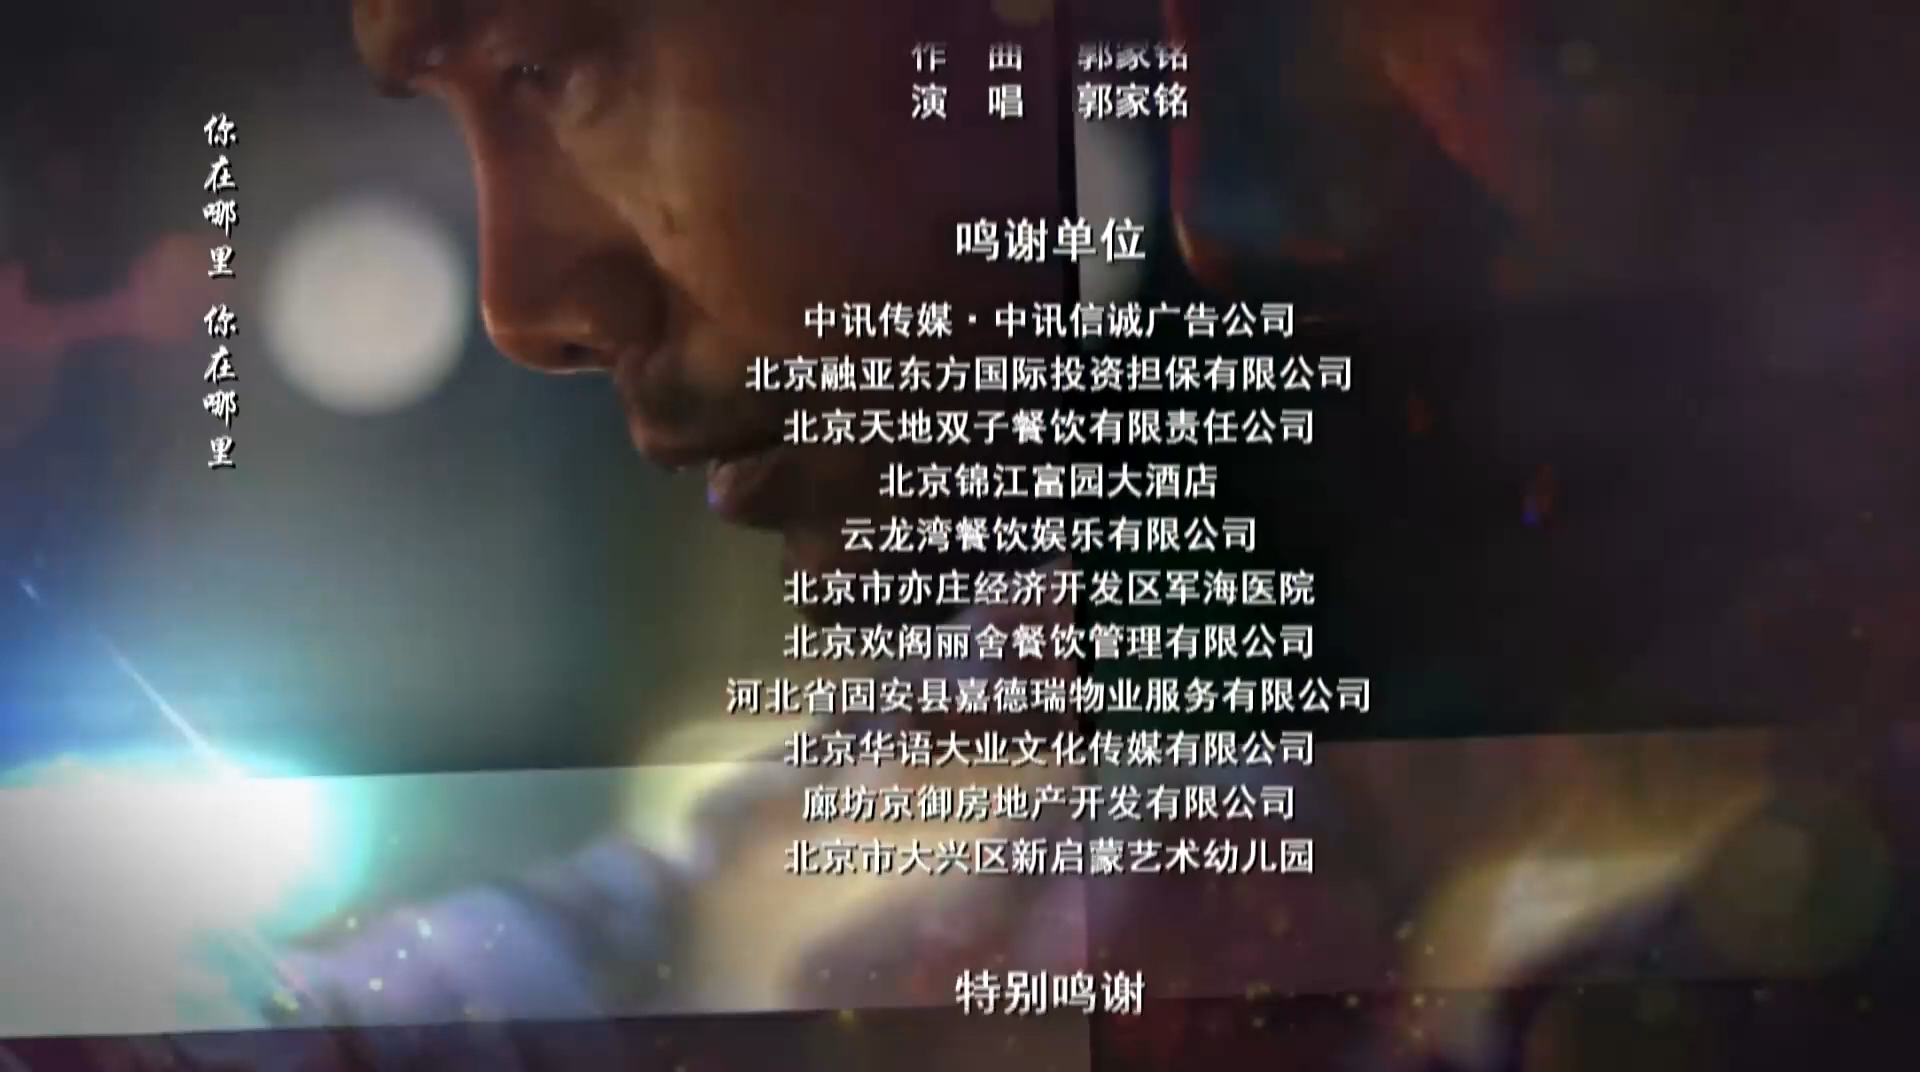 你在哪里 你在哪里
作 曲 郭家铭
演 唱 郭家铭
鸣谢单位
中讯传媒·中讯信诚广告公司
北京融亚东方国际投资担保有限公司
北京天地双子餐饮有限责任公司
北京锦江富园大酒店
云龙湾餐饮娱乐有限公司
北京市亦庄经济开发区军海医院
北京欢阁丽舍餐饮管理有限公司
河北省固安县嘉德瑞物业服务有限公司
北京华语大业文化传媒有限公司
廊坊京御房地产开发有限公司
北京市大兴区新启蒙艺术幼儿园
特别鸣谢